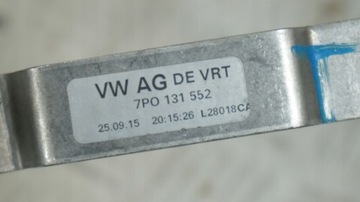 VW AG DE VRT
7P0 131 552
25.09.15 20:15:26 L28018CA
T